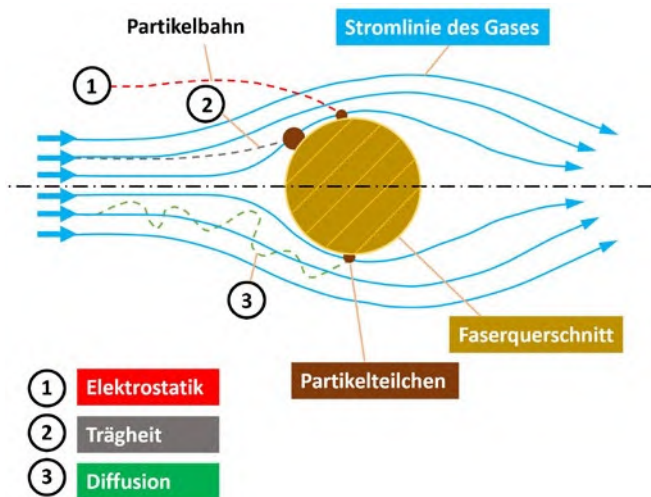 Partikelbahn
Stromlinie des Gases
1
2
3
Faserquerschnitt
Partikelteilchen
1 Elektrostatik
2 Trägheit
3 Diffusion